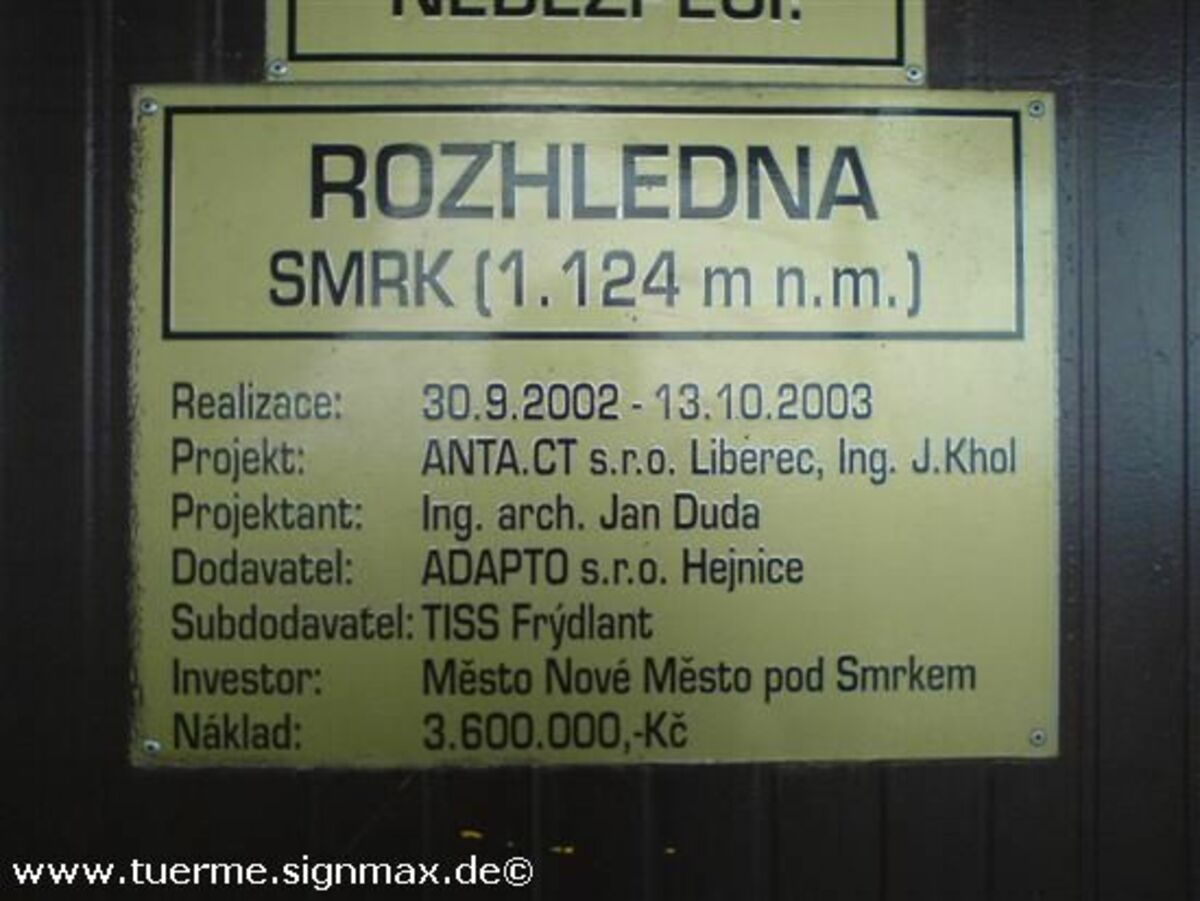 NEBEZPEČÍ!
ROZHLEDNA
SMRK (1.124 m n.m.)
Realizace: 30.9.2002 - 13.10.2003
Projekt: ANTA.CT s.r.o. Liberec, Ing. J.Khol
Projektant: Ing. arch. Jan Duda
Dodavatel: ADAPTO s.r.o. Hejnice
Subdodavatel: TISS Frýdlant
Investor: Město Nové Město pod Smrkem
Náklad: 3.600.000,-Kč
www.tuerme.signmax.de©